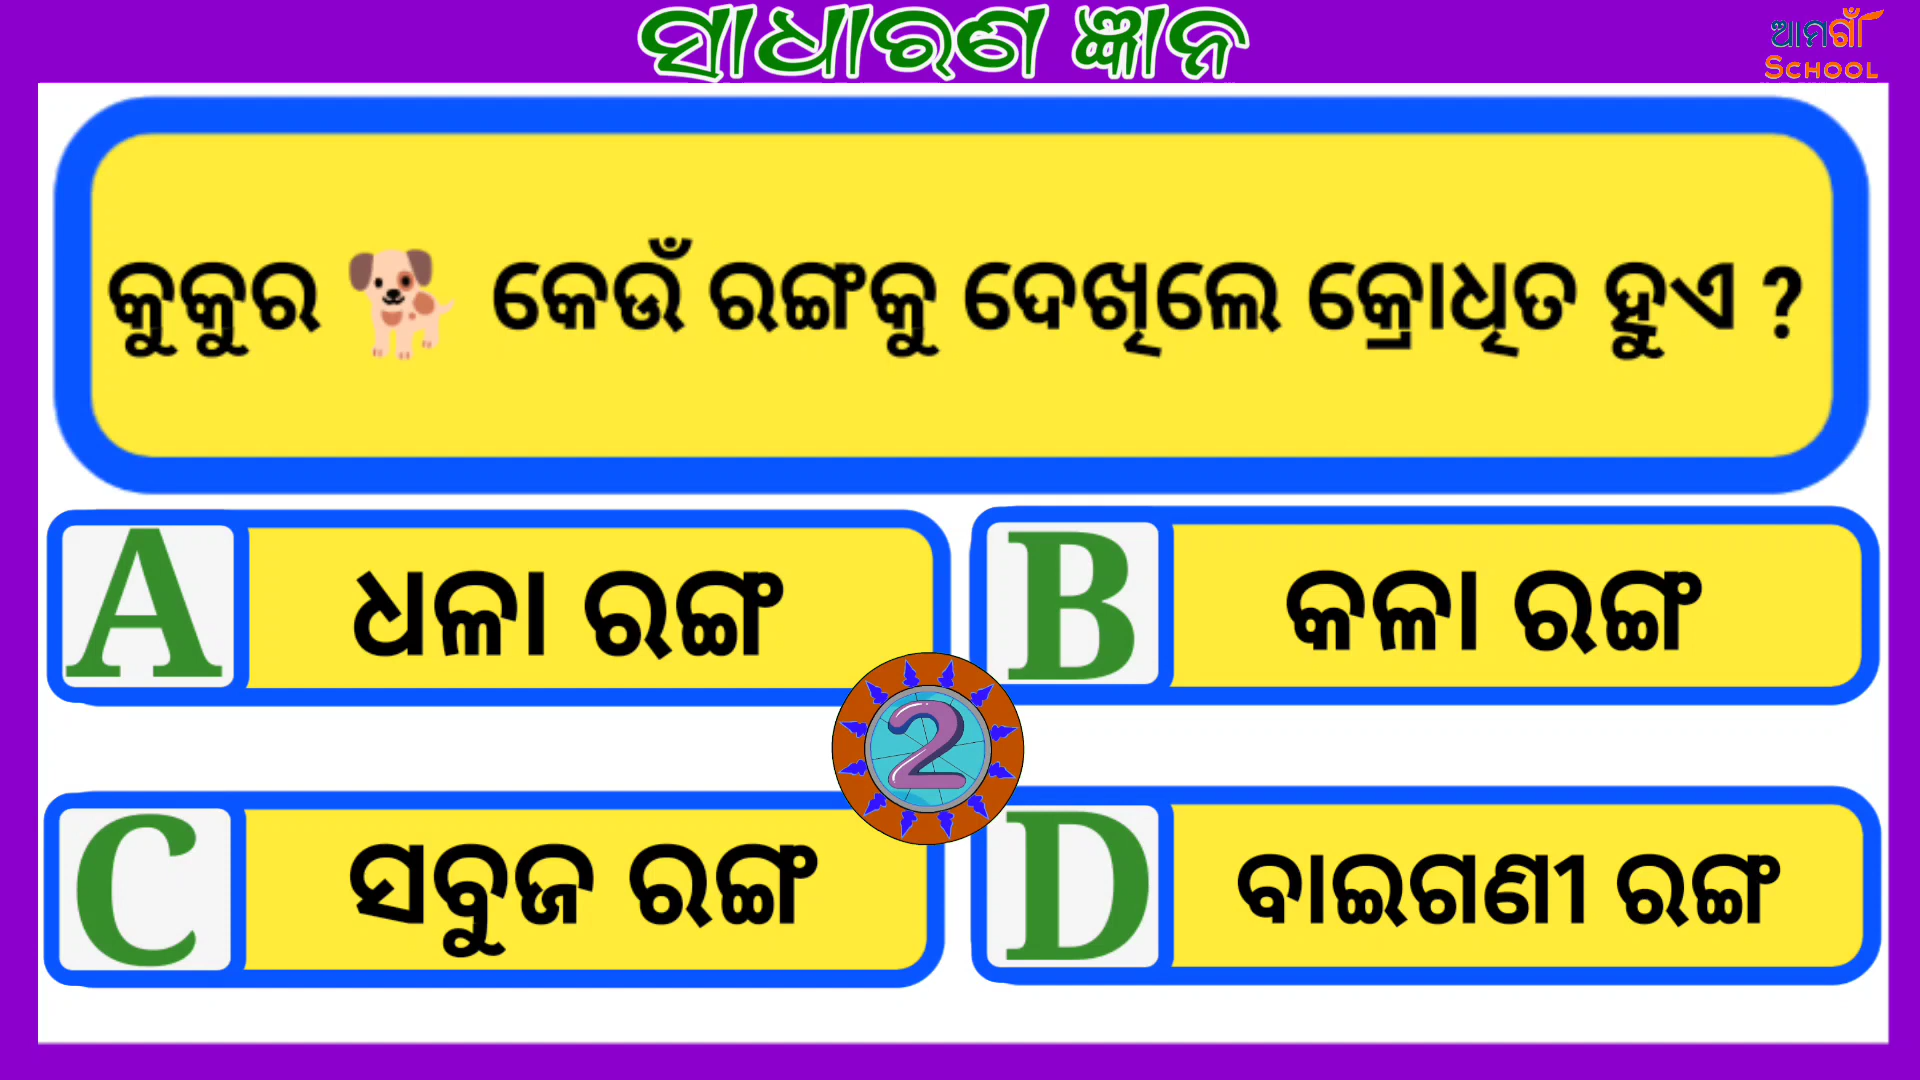 ସାଧାରଣ ଜ୍ଞାନ
ଆମଗାଁ
SCHOOL
କୁକୁର 🐕 କେଉଁ ରଙ୍ଗକୁ ଦେଖିଲେ କ୍ରୋଧିତ ହୁଏ ?
A ଧଳା ରଙ୍ଗ
B କଳା ରଙ୍ଗ
2
C ସବୁଜ ରଙ୍ଗ
D ବାଇଗଣୀ ରଙ୍ଗ